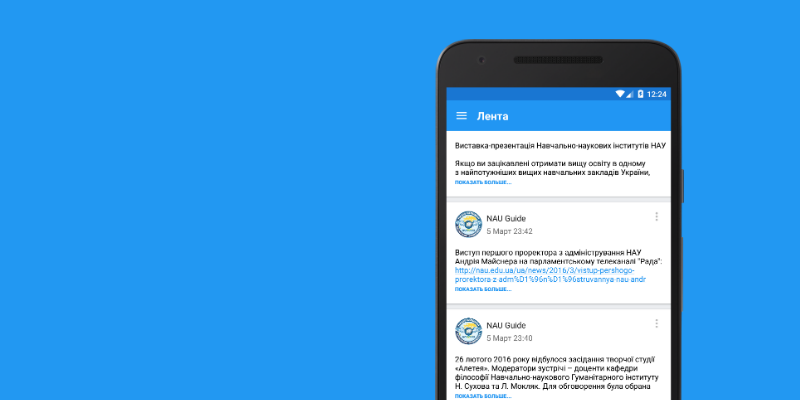 12:24
Лента
Виставка-презентація Навчально-наукових інститутів НАУ
Якщо ви зацікавлені отримати вищу освіту в одному
з найпотужніших вищих навчальних закладів України,
ПОКАЗАТЬ БОЛЬШЕ...
NAU Guide
5 Март 23:42
Виступ першого проректора з адміністрування НАУ
Андрія Майснера на парламентському телеканалі "Рада":
http://nau.edu.ua/ua/news/2016/3/vistup-pershogo-
prorektora z adm%D1%96n%D1%96struvannya nau andr
ПОКАЗАТЬ БОЛЬШЕ...
NAU Guide
5 Март 23:40
26 лютого 2016 року відбулося засідання творчої студії
«Алетея». Модератори зустрічі – доценти кафедри
філософії Навчально-наукового Гуманітарного інституту
Н. Сухова та Л. Мокляк. Для обговорення була обрана
ПОКАЗАТЬ БОЛЬШЕ...